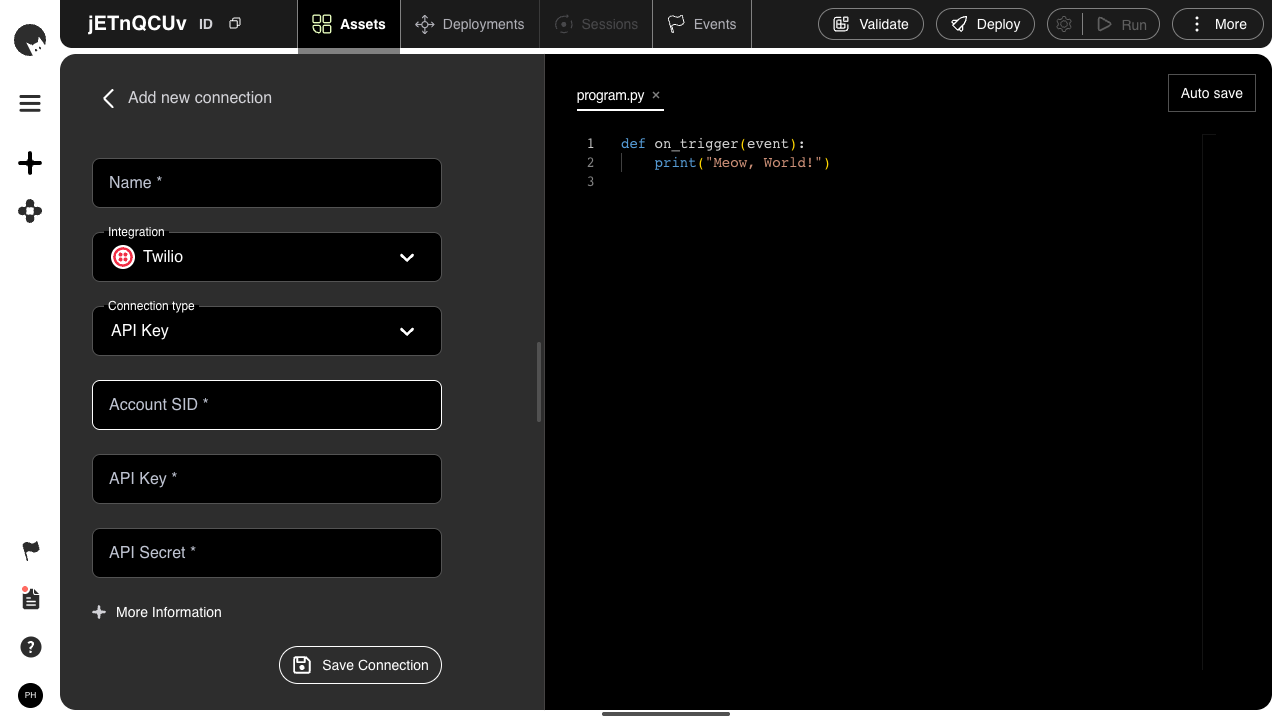 jETnQCUv ID
Assets
Deployments
Sessions
Events
Validate
Deploy
Run
More
Add new connection
Name *
Integration
Twilio
Connection type
API Key
Account SID *
API Key *
API Secret *
More Information
Save Connection
program.py ×
Auto save
1 def on_trigger(event):
2 print("Meow, World!")
3
?
PH